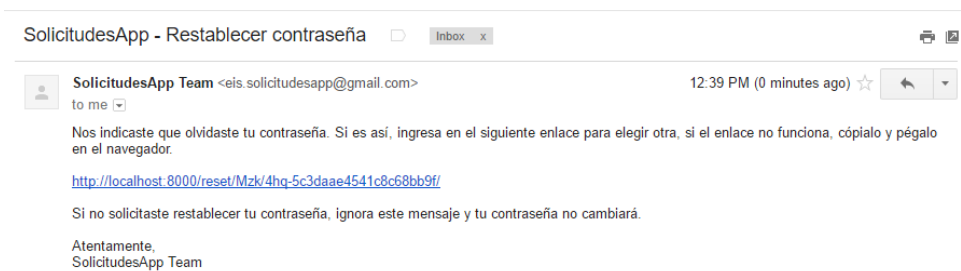 SolicitudesApp - Restablecer contraseña Inbox x
SolicitudesApp Team <eis.solicitudesapp@gmail.com> 12:39 PM (0 minutes ago)
to me
Nos indicaste que olvidaste tu contraseña. Si es así, ingresa en el siguiente enlace para elegir otra, si el enlace no funciona, cópialo y pégalo
en el navegador.
http://localhost:8000/reset/Mzk/4hq-5c3daae4541c8c68bb9f/
Si no solicitaste restablecer tu contraseña, ignora este mensaje y tu contraseña no cambiará.
Atentamente,
SolicitudesApp Team